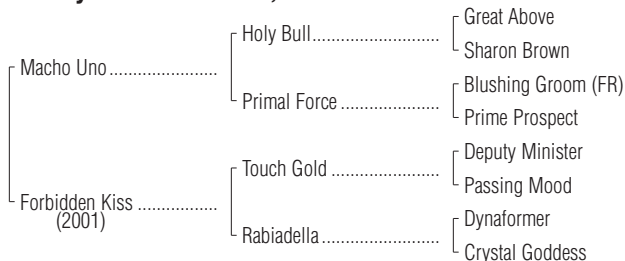 Great Above
Holy Bull
Sharon Brown
Macho Uno
Blushing Groom (FR)
Primal Force
Prime Prospect
Deputy Minister
Touch Gold
Passing Mood
Forbidden Kiss
(2001)
Dynaformer
Rabiadella
Crystal Goddess